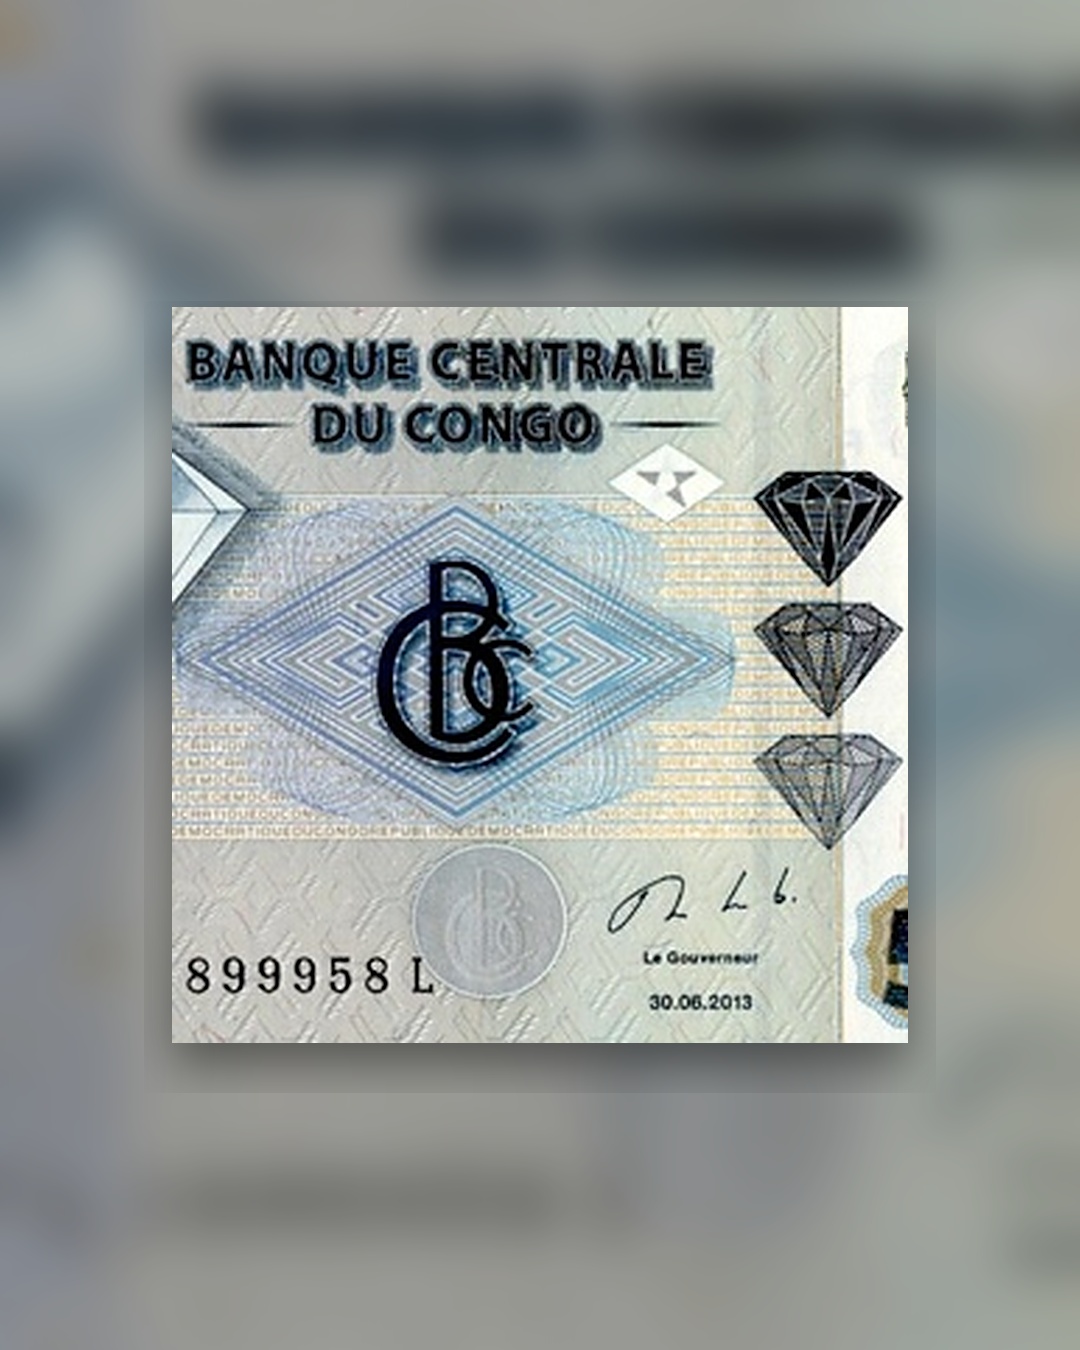 BANQUE CENTRALE
DU CONGO
BCC
899958 L
Le Gouverneur
30.06.2013